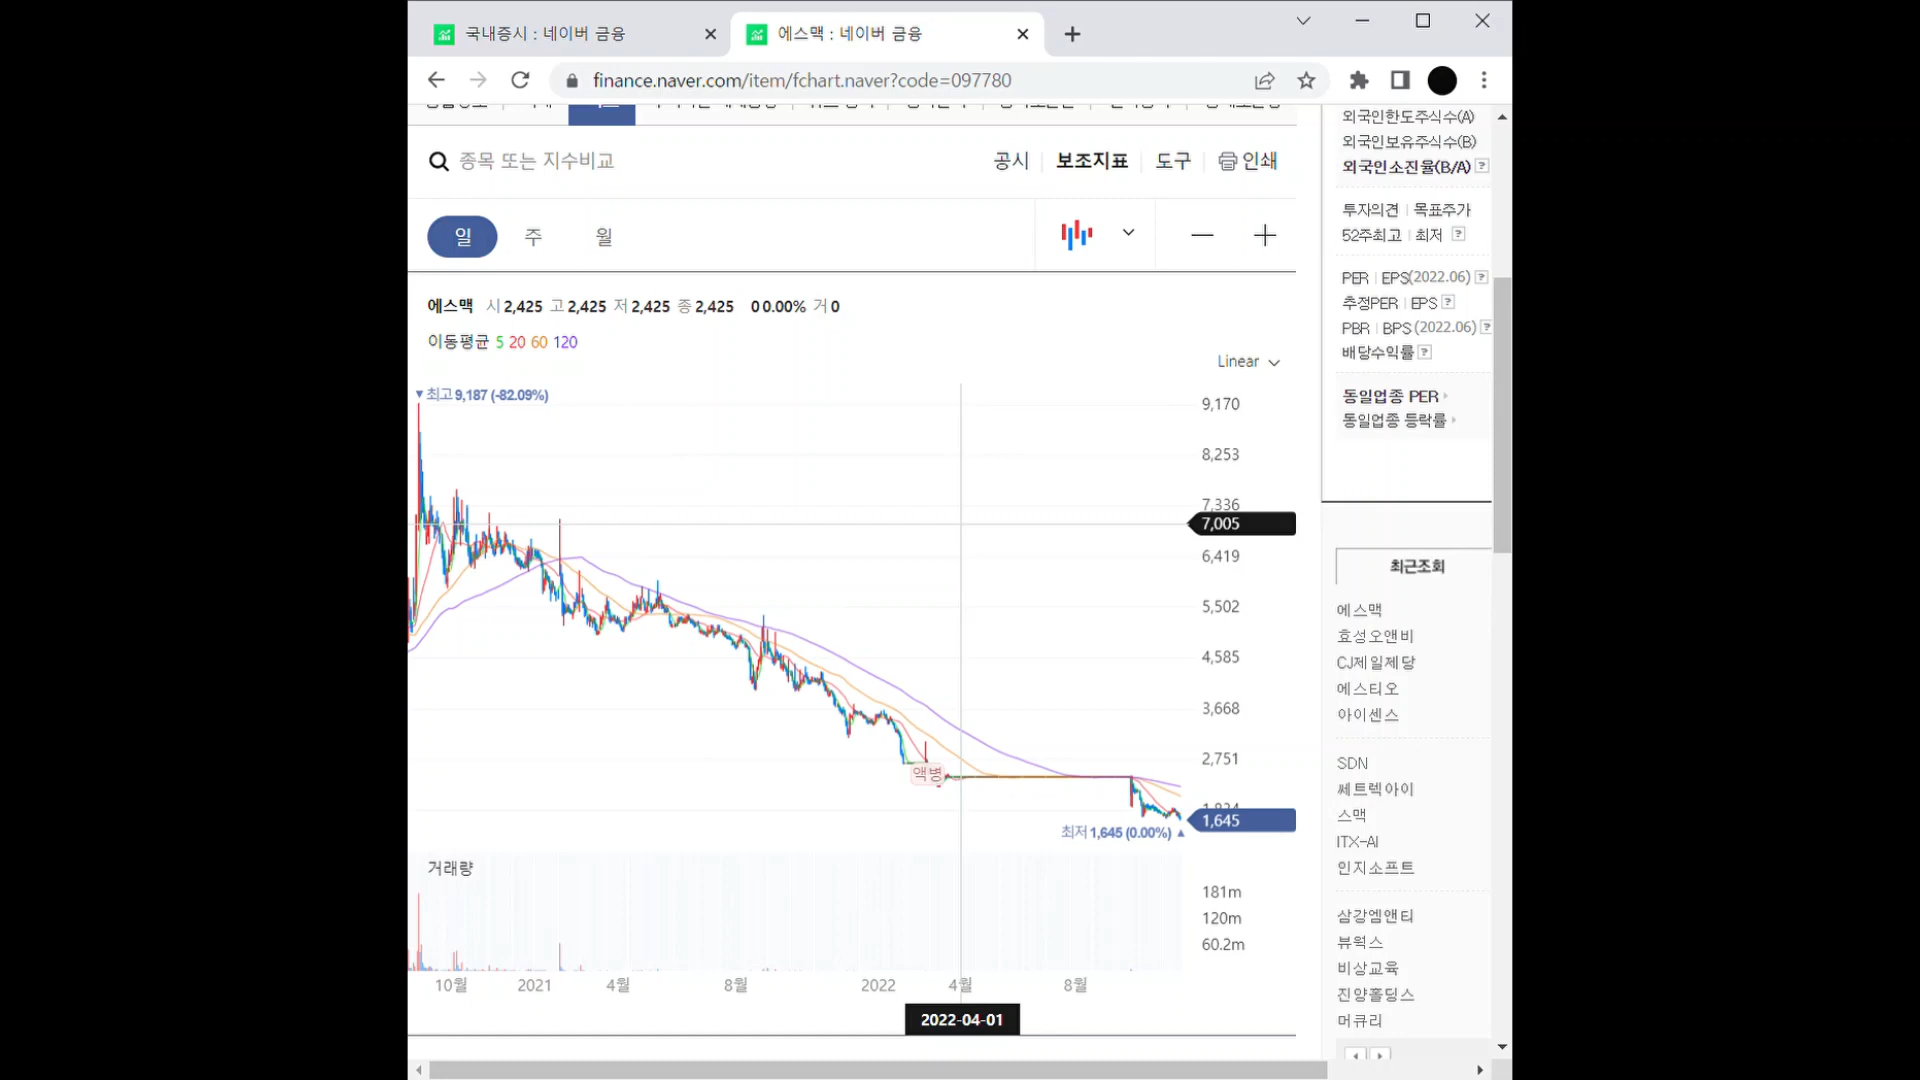 국내증시 : 네이버 금융
에스맥 : 네이버 금융
finance.naver.com/item/fchart.naver?code=097780
종목 또는 지수비교
공시
보조지표
도구
인쇄
일
주
월
에스맥 시 2,425 고 2,425 저 2,425 종 2,425 0 0.00% 거 0
이동평균 5 20 60 120
Linear
최고 9,187 (-82.09%)
9,170
8,253
7,336
7,005
6,419
5,502
4,585
3,668
2,751
액병
1,645
최저 1,645 (0.00%)
거래량
181m
120m
60.2m
10월
2021
4월
8월
2022
4월
8월
2022-04-01
외국인한도주식수(A)
외국인보유주식수(B)
외국인소진율(B/A)
투자의견 | 목표주가
52주최고 | 최저
PER | EPS(2022.06)
추정PER | EPS
PBR | BPS (2022.06)
배당수익률
동일업종 PER
동일업종 등락률
최근조회
에스맥
효성오앤비
CJ제일제당
에스티오
아이센스
SDN
쎄트렉아이
스맥
ITX-AI
인지소프트
삼강엠앤티
뷰웍스
비상교육
진양홀딩스
머큐리